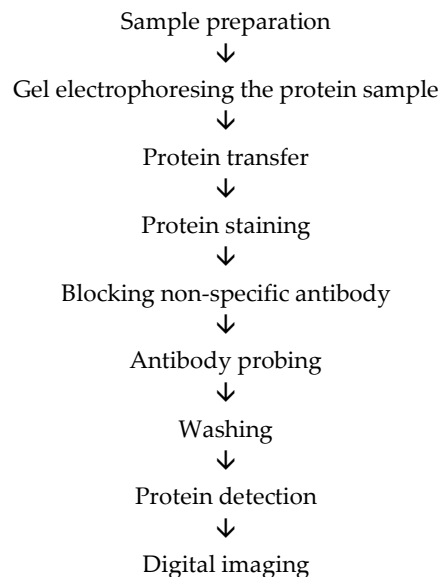 Sample preparation
↓
Gel electrophoresing the protein sample
↓
Protein transfer
↓
Protein staining
↓
Blocking non-specific antibody
↓
Antibody probing
↓
Washing
↓
Protein detection
↓
Digital imaging